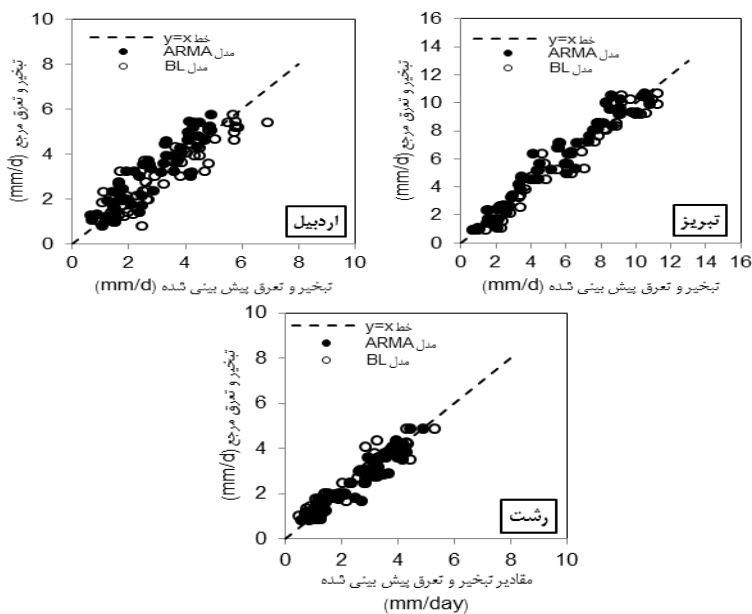 10
8
6
4
2
0
0
2
4
6
8
10
خط y=x
مدل ARMA
مدل BL
اردبیل
تبخیر و تعرق مرجع (mm/d)
تبخیر و تعرق پیش بینی شده (mm/d)
16
14
12
10
8
6
4
2
0
0
2
4
6
8
10
12
14
16
خط y=x
مدل ARMA
مدل BL
تبریز
تبخیر و تعرق مرجع (mm/d)
تبخیر و تعرق پیش بینی شده (mm/d)
10
8
6
4
2
0
0
2
4
6
8
10
خط y=x
مدل ARMA
مدل BL
رشت
تبخیر و تعرق مرجع (mm/d)
مقادیر تبخیر و تعرق پیش بینی شده
(mm/day)